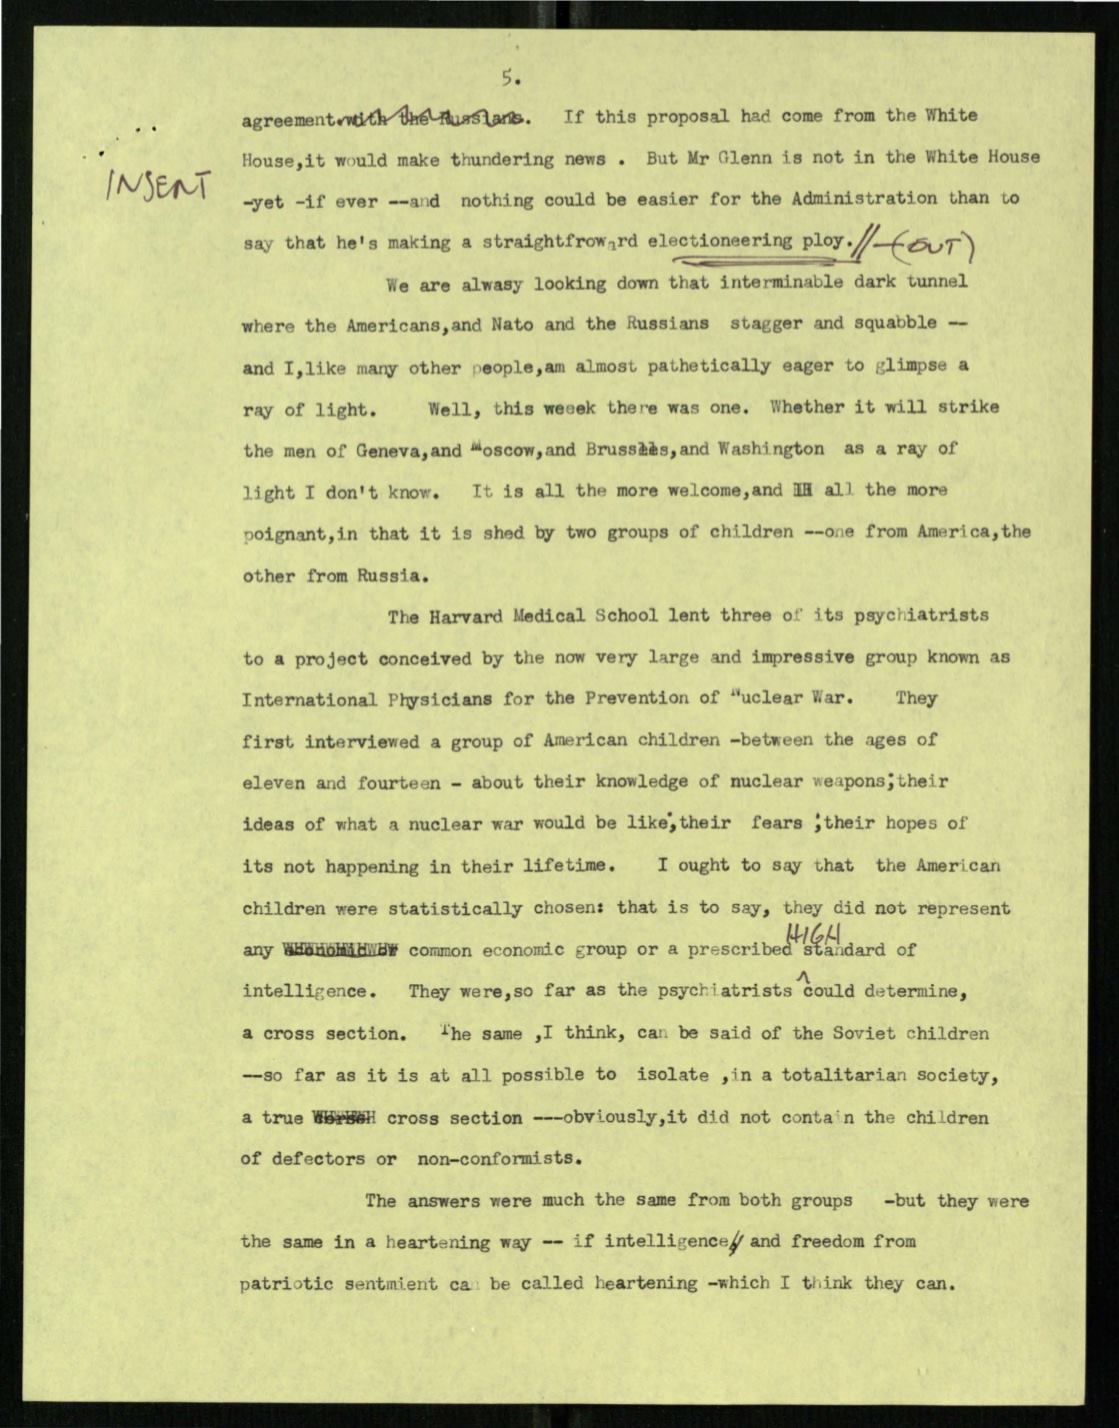 5.
agreement with the Russians. If this proposal had come from the White
INSERT
House,it would make thundering news . But Mr Glenn is not in the White House
-yet -if ever --and nothing could be easier for the Administration than to
say that he's making a straightfroward electioneering ploy.// -(OUT)
We are alwasy looking down that interminable dark tunnel
where the Americans,and Nato and the Russians stagger and squabble --
and I,like many other people,am almost pathetically eager to glimpse a
ray of light. Well, this weeek there was one. Whether it will strike
the men of Geneva,and Moscow,and Brussels,and Washington as a ray of
light I don't know. It is all the more welcome,and all the more
poignant,in that it is shed by two groups of children --one from America,the
other from Russia.
The Harvard Medical School lent three of its psychiatrists
to a project conceived by the now very large and impressive group known as
International Physicians for the Prevention of Nuclear War. They
first interviewed a group of American children -between the ages of
eleven and fourteen - about their knowledge of nuclear weapons;their
ideas of what a nuclear war would be like;their fears ;their hopes of
its not happening in their lifetime. I ought to say that the American
children were statistically chosen: that is to say, they did not represent
HIGH
any common economic group or a prescribed standard of
intelligence. They were,so far as the psychiatrists could determine,
a cross section. The same ,I think, can be said of the Soviet children
--so far as it is at all possible to isolate ,in a totalitarian society,
a true cross section ---obviously,it did not contain the children
of defectors or non-conformists.
The answers were much the same from both groups -but they were
the same in a heartening way -- if intelligence and freedom from
patriotic sentmient can be called heartening -which I think they can.